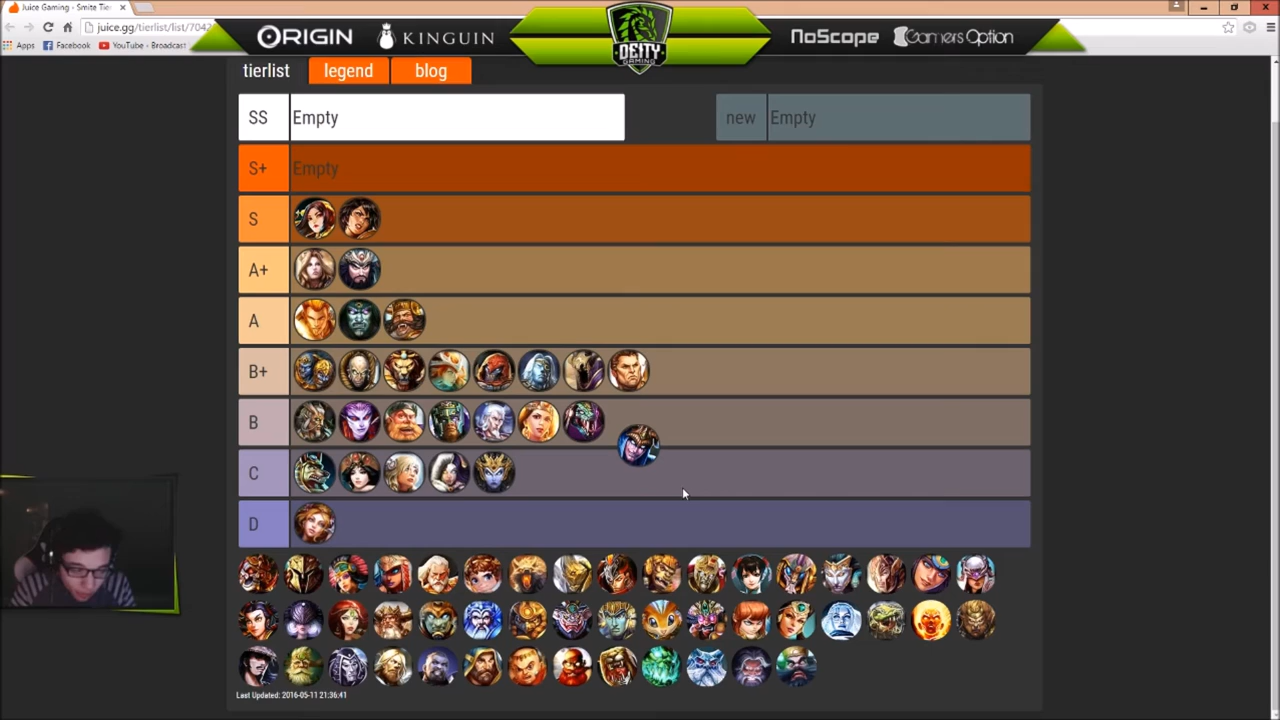 Juice Gaming - Smite Tie
juice.gg/tierlist/list/704
Apps Facebook YouTube - Broadcast
ORIGIN KINGUIN DEITY GAMING NoScope GamersOption
tierlist legend blog
SS Empty new Empty
S+ Empty
S
A+
A
B+
B
C
D
Last Updated: 2016-05-11 21:36:41